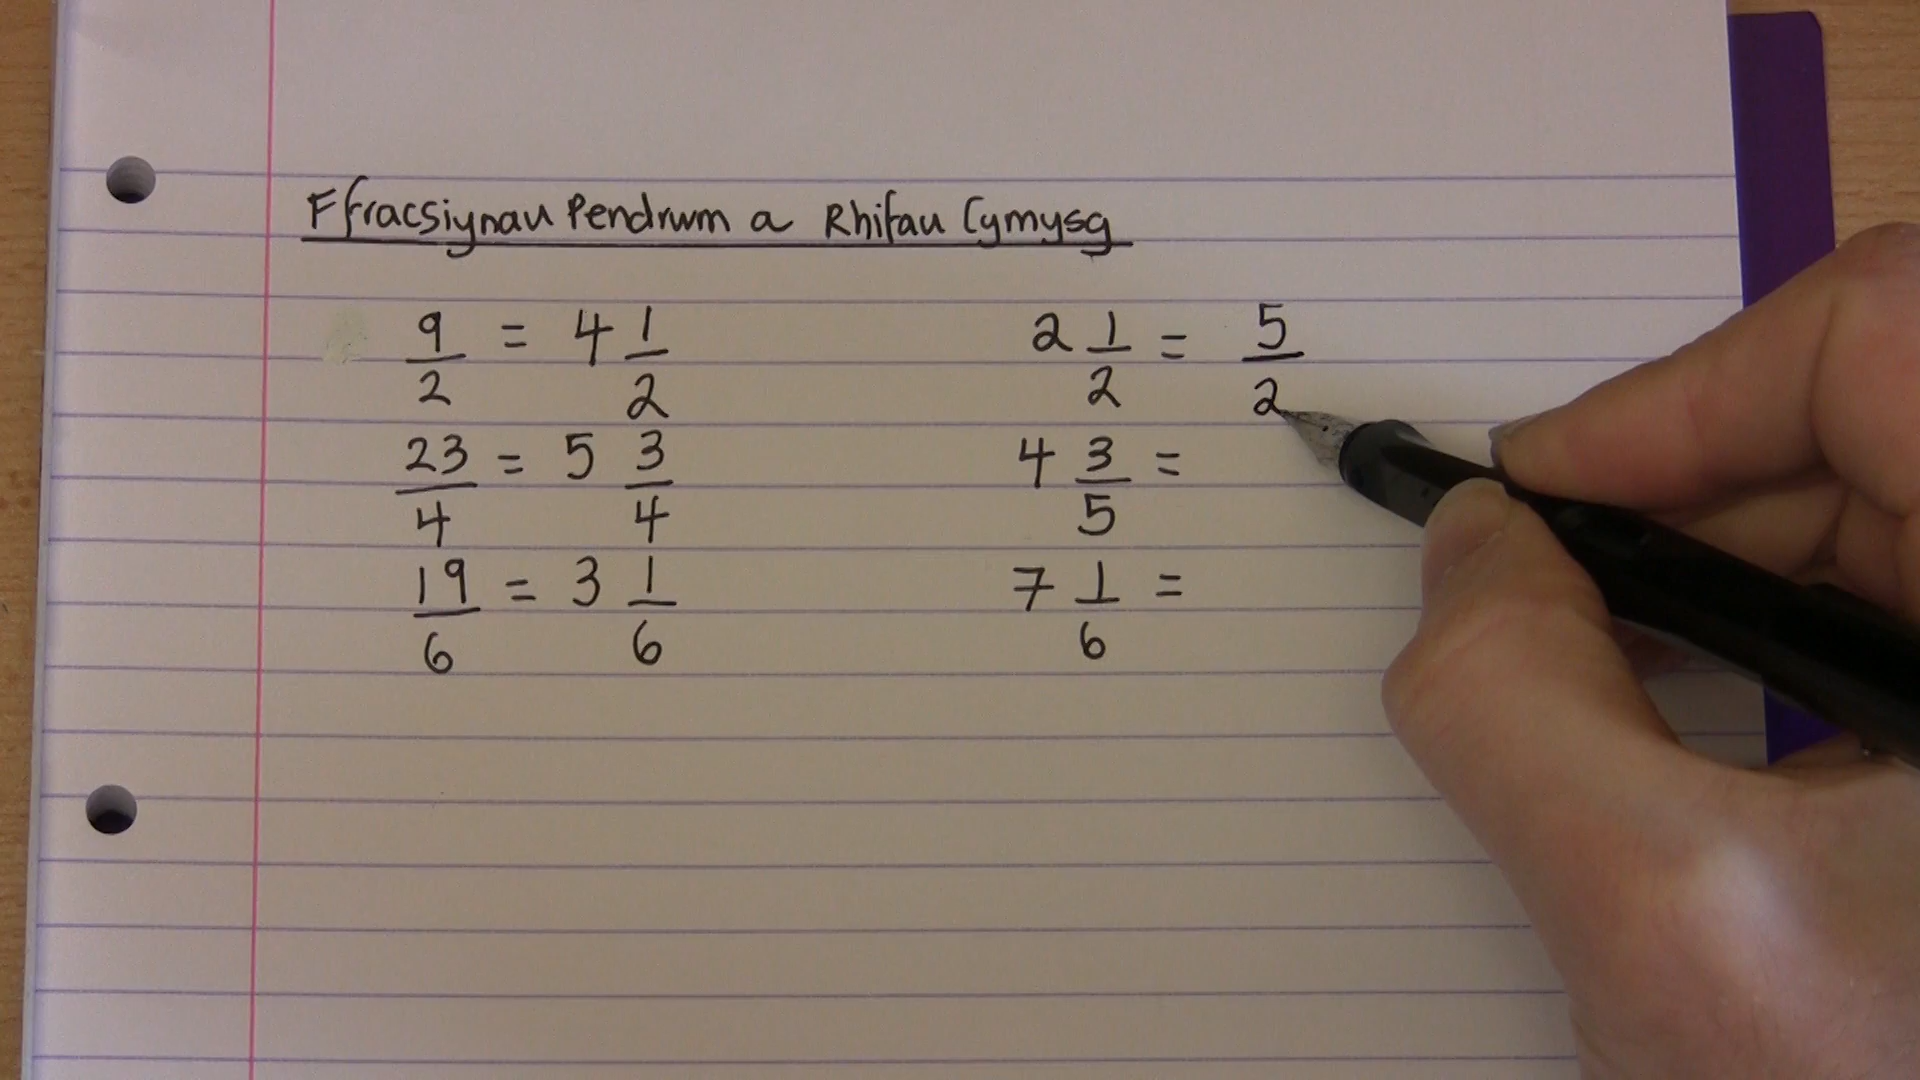 Ffracsiynau Pendrwm a Rhifau Cymysg
9/2 = 4 1/2
23/4 = 5 3/4
19/6 = 3 1/6
2 1/2 = 5/2
4 3/5 =
7 1/6 =